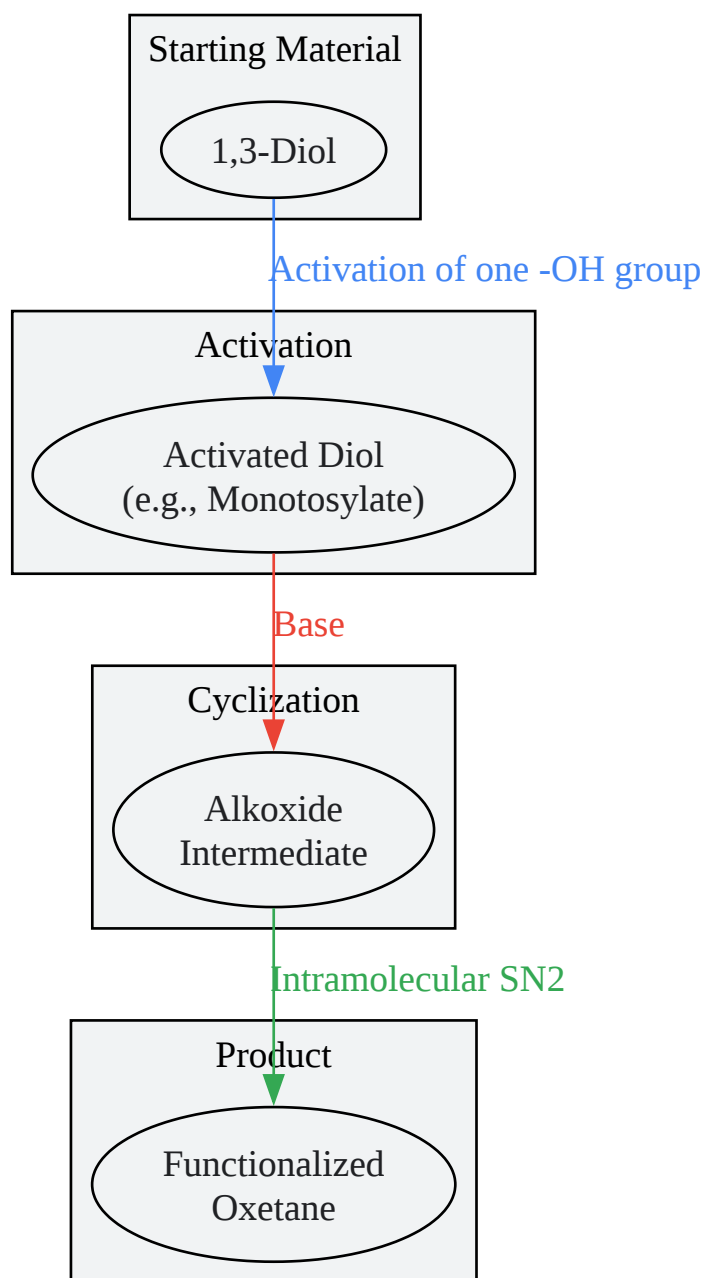 Starting Material
1,3-Diol
Activation of one -OH group
Activation
Activated Diol
(e.g., Monotosylate)
Base
Cyclization
Alkoxide
Intermediate
Intramolecular SN2
Product
Functionalized
Oxetane